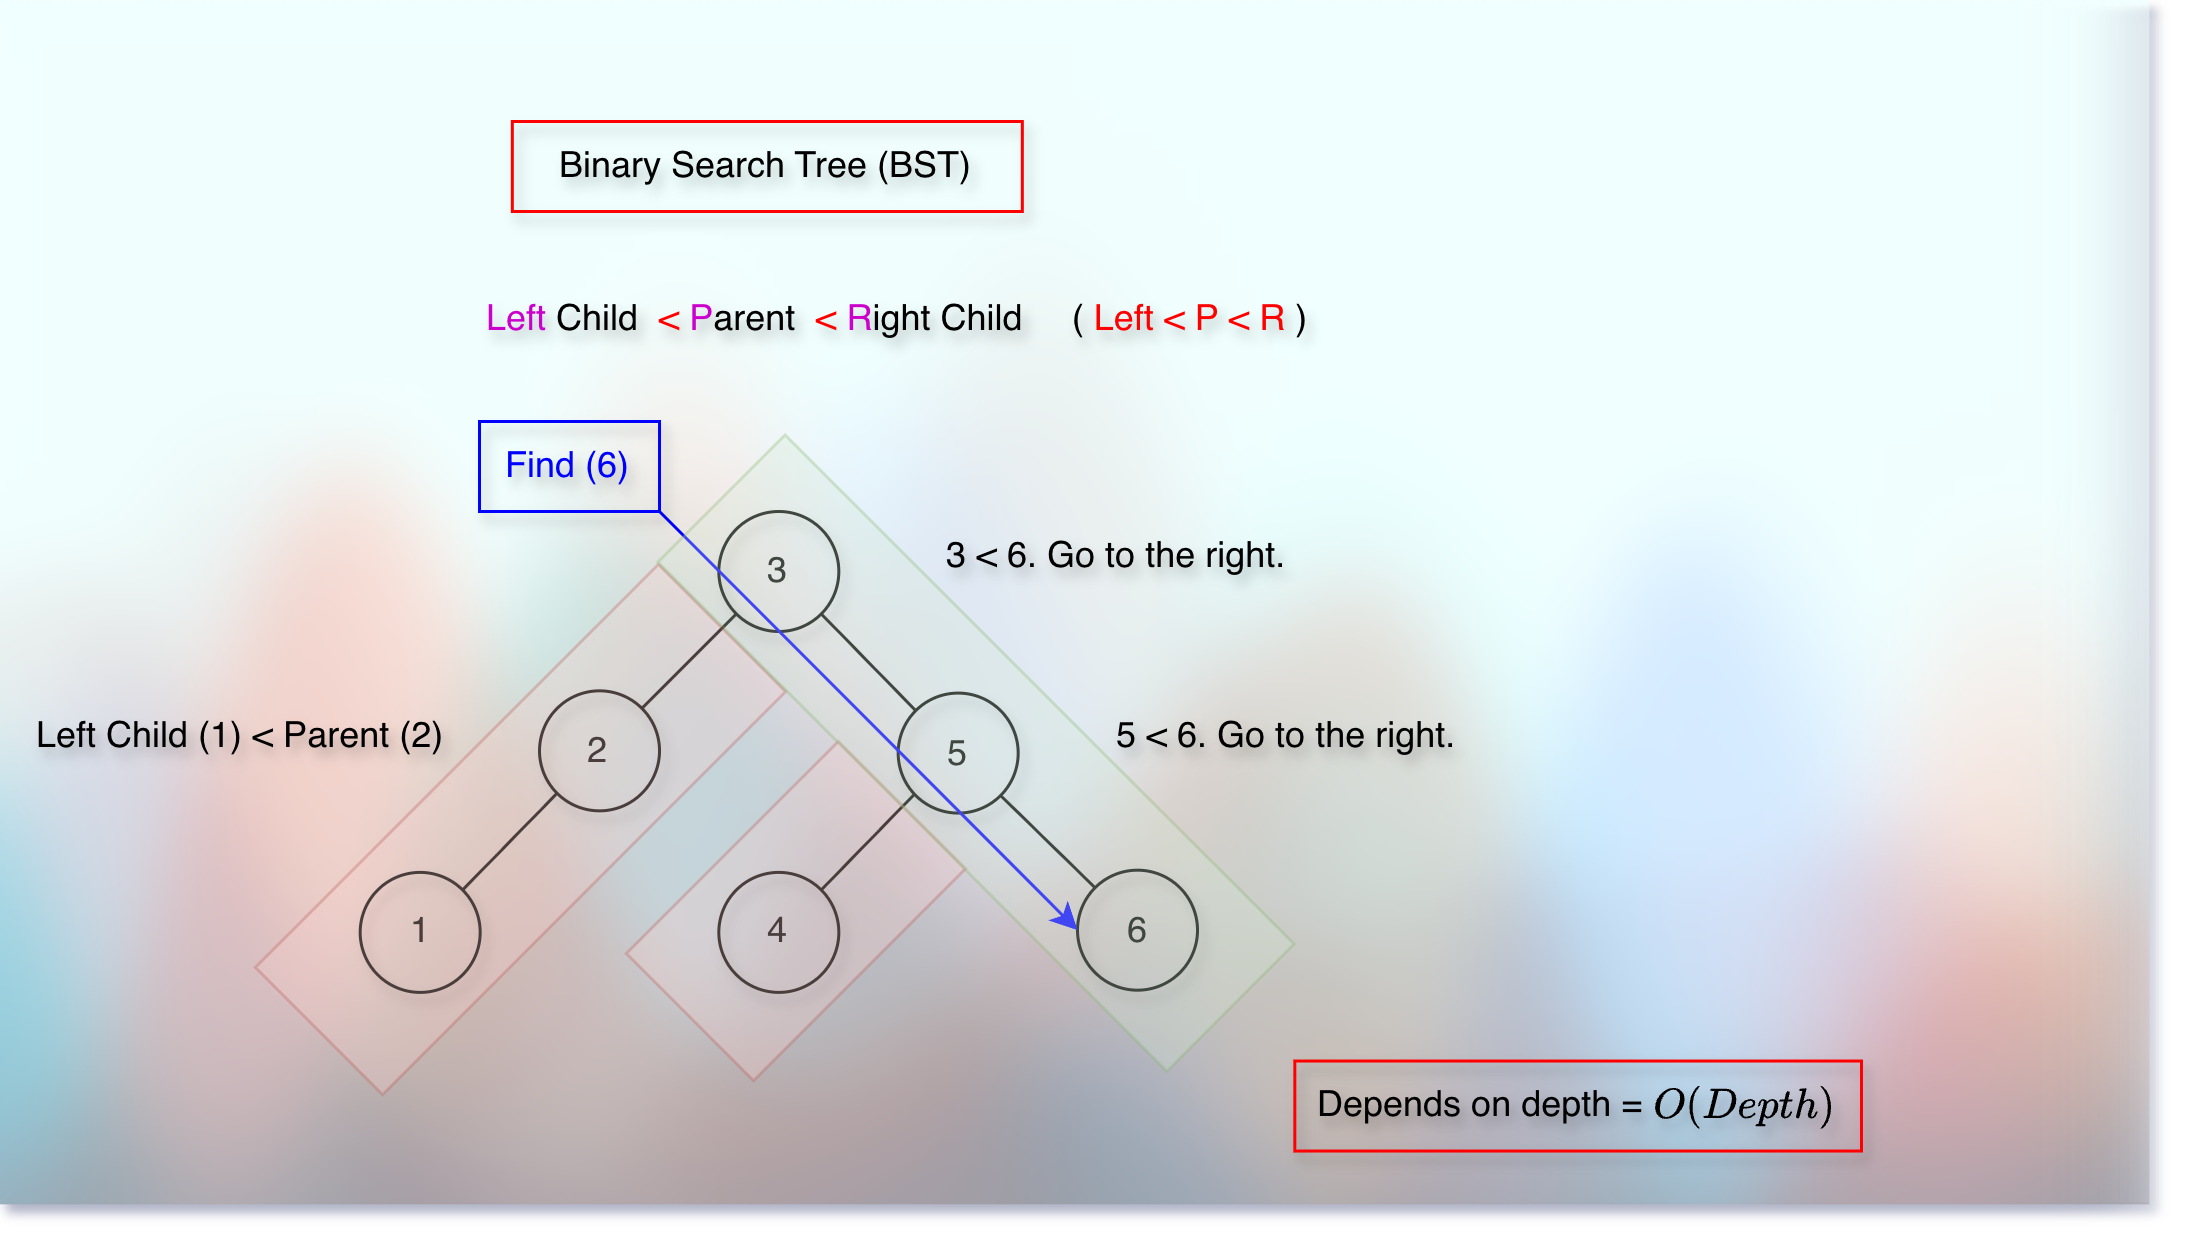 Binary Search Tree (BST)
Left Child < Parent < Right Child ( Left < P < R )
Find (6)
3
3 < 6. Go to the right.
Left Child (1) < Parent (2)
2
5
5 < 6. Go to the right.
1
4
6
Depends on depth = O(Depth)